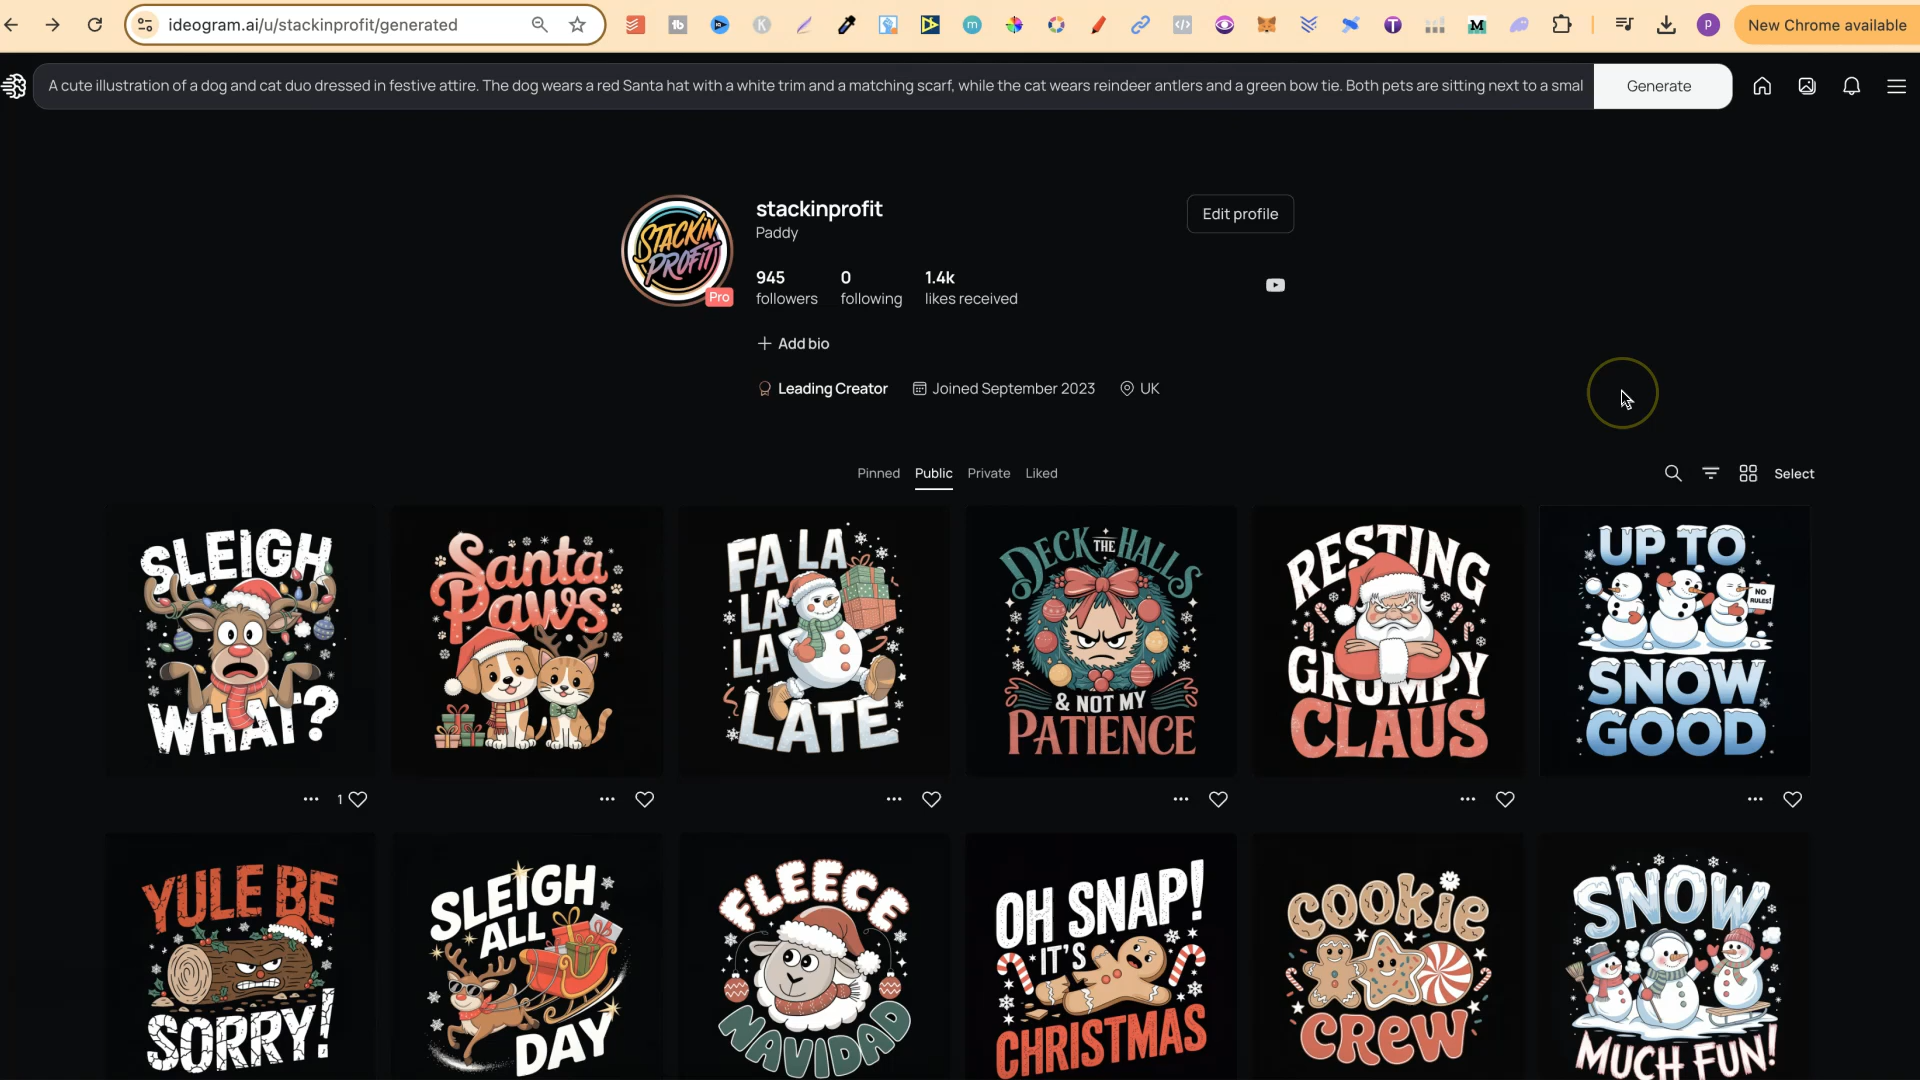 ideogram.ai/u/stackinprofit/generated
New Chrome available
A cute illustration of a dog and cat duo dressed in festive attire. The dog wears a red Santa hat with a white trim and a matching scarf, while the cat wears reindeer antlers and a green bow tie. Both pets are sitting next to a smal
Generate
STACKIN
PROFIT
Pro
stackinprofit
Paddy
Edit profile
945 followers
0 following
1.4k likes received
+ Add bio
Leading Creator
Joined September 2023
UK
Pinned
Public
Private
Liked
Select
SLEIGH
WHAT?
Santa
Paws
FA LA
LA
LA
LA
LATE
DECK THE HALLS
& NOT MY
PATIENCE
RESTING
GRUMPY
CLAUS
UP TO
NO
RULES!
SNOW
GOOD
1
YULE BE
SORRY!
SLEIGH
ALL
DAY
FLEECE
NAVIDAD
OH SNAP!
IT'S
CHRISTMAS
COOKIE
CREW
SNOW
MUCH FUN!